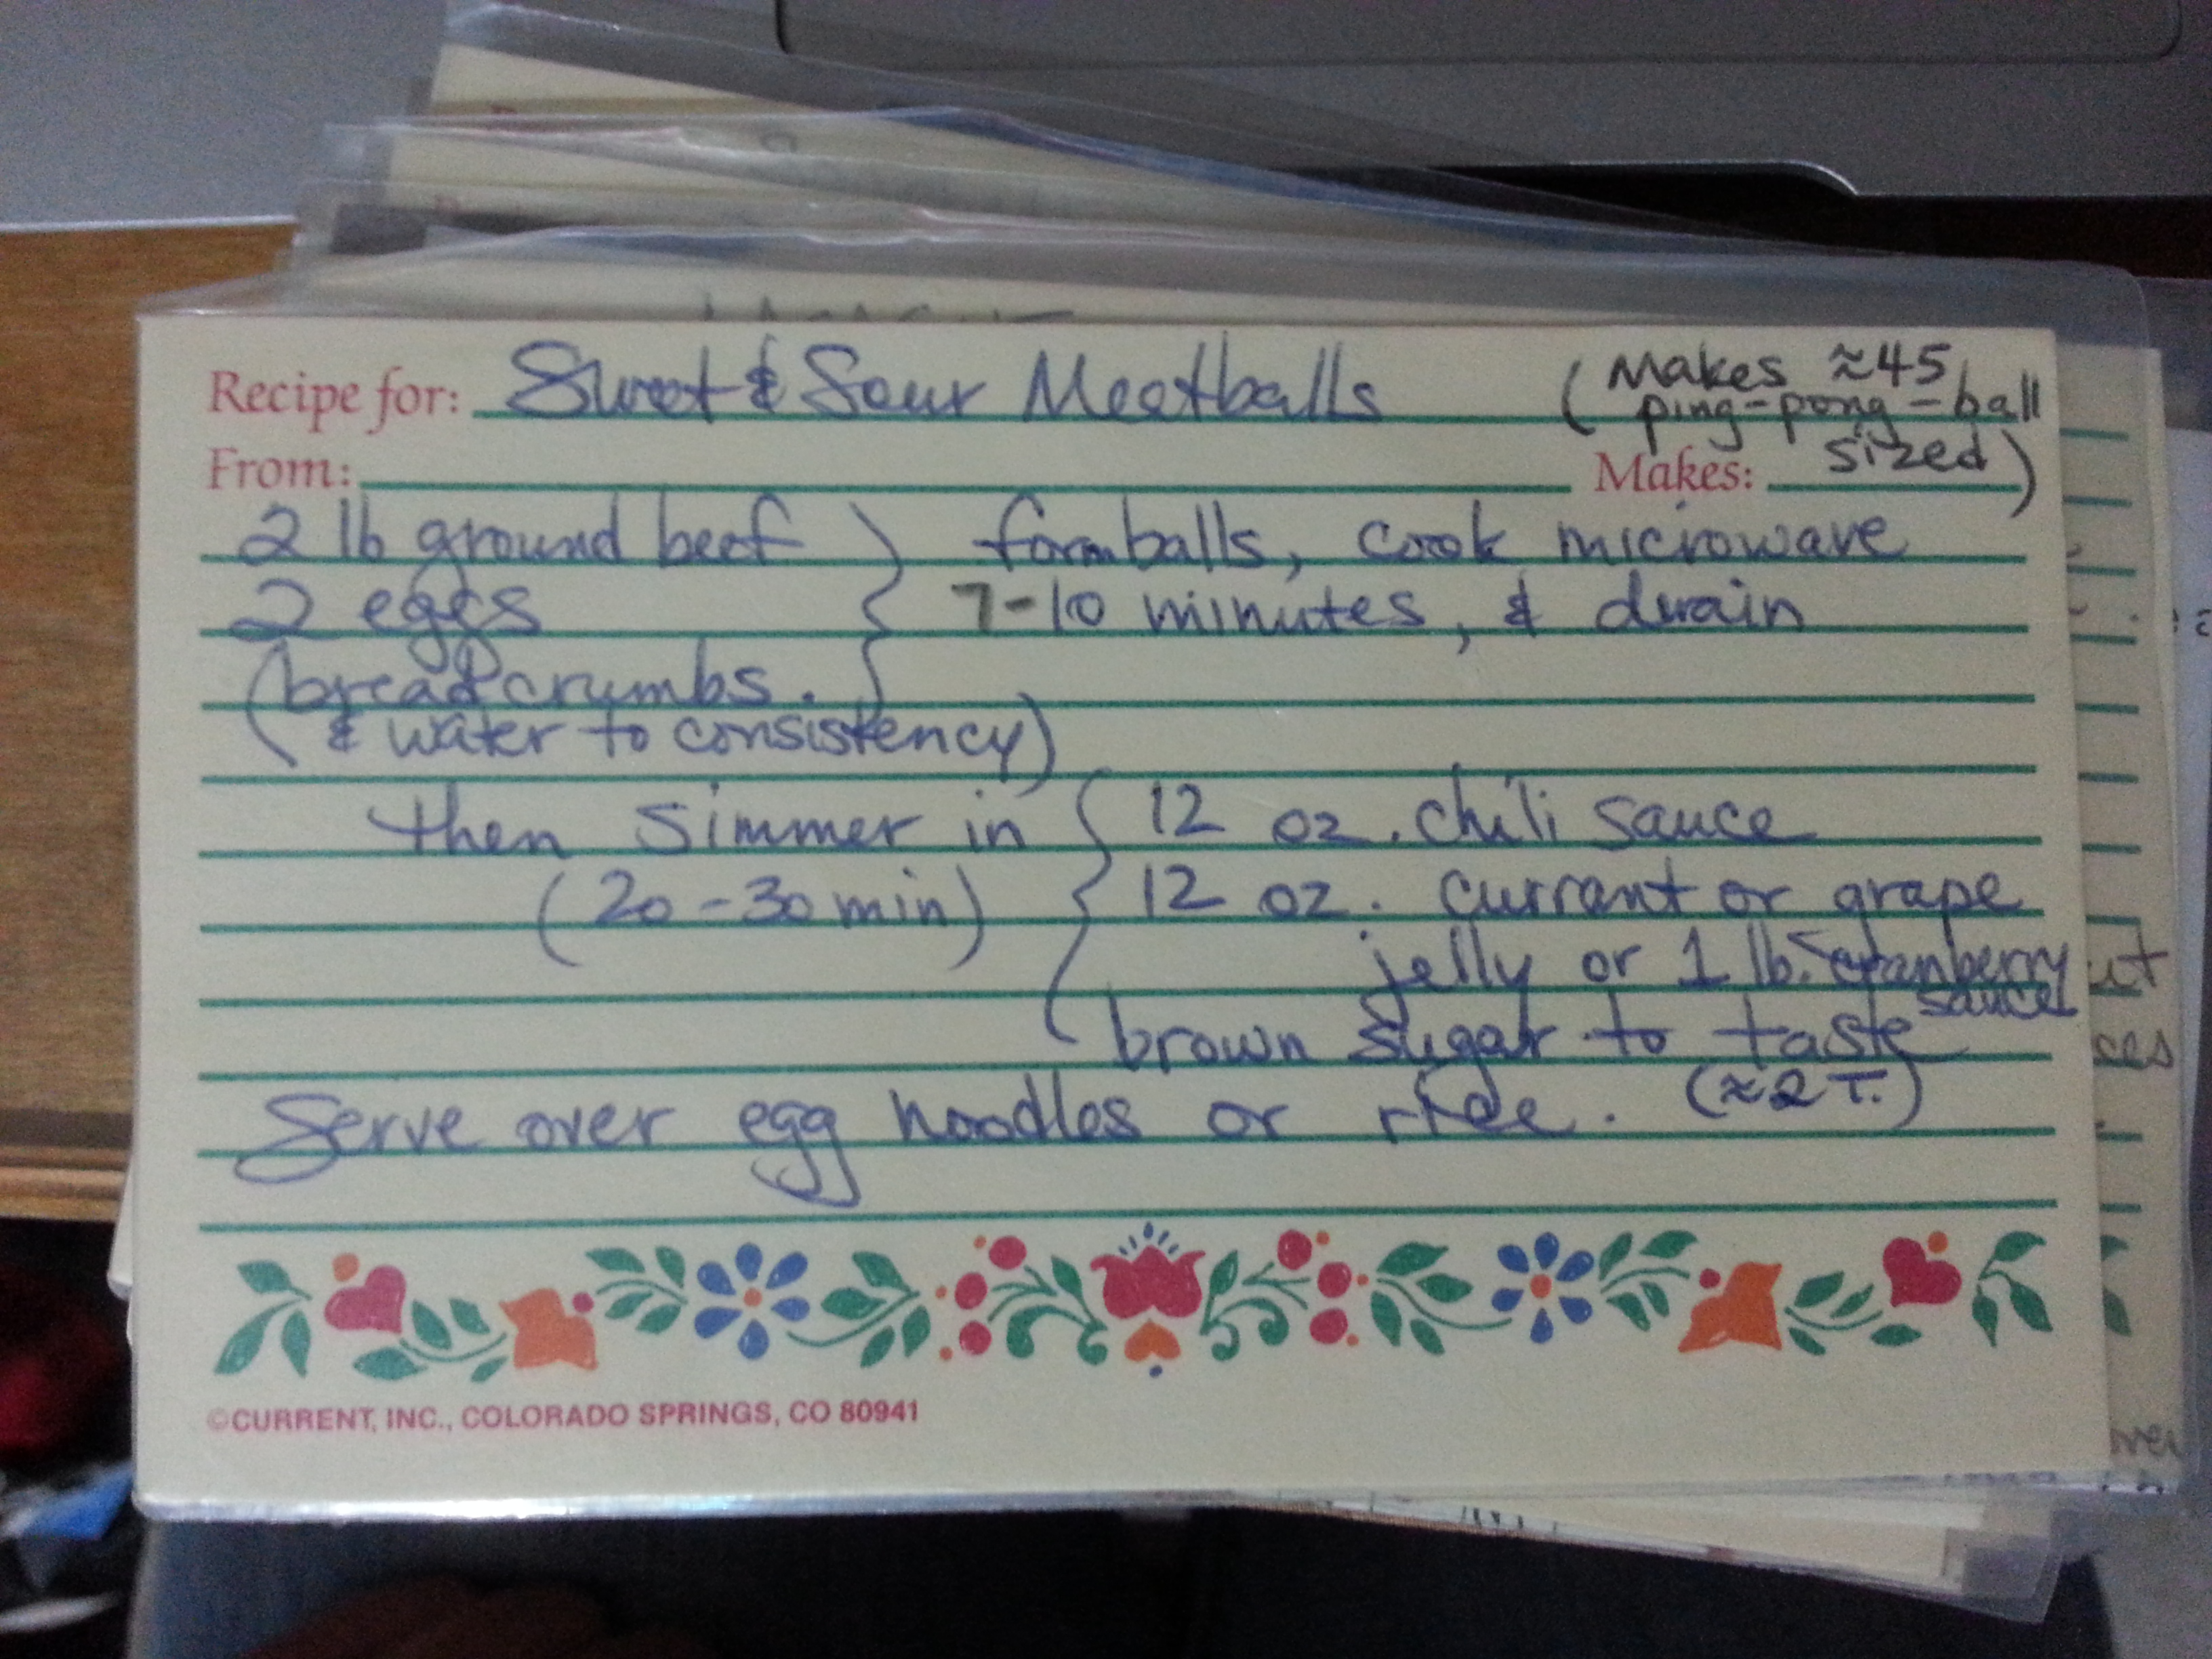 Recipe for: Sweet & Sour Meatballs
(Makes ≈45
ping-pong-ball
sized)
From:
Makes:
2 lb ground beef } form balls, cook microwave
2 eggs } 7-10 minutes, & drain
(bread crumbs.
& water to consistency)
then simmer in { 12 oz. chili sauce
(20-30 min) { 12 oz. current or grape
jelly or 1 lb. cranberry
sauce
brown sugar to taste
(≈2 T.)
Serve over egg noodles or rice.
©CURRENT, INC., COLORADO SPRINGS, CO 80941